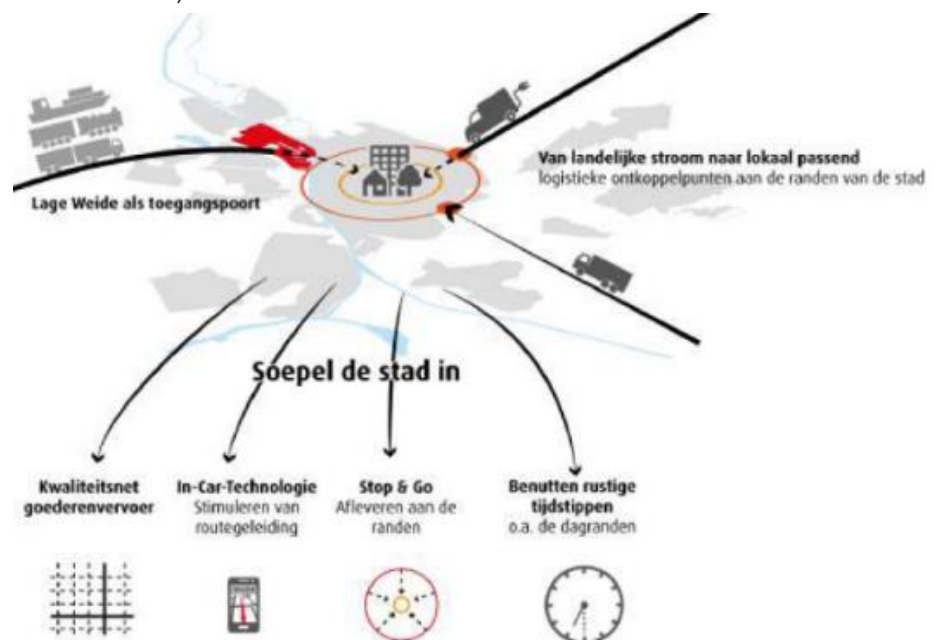 Van landelijke stroom naar lokaal passend
logistieke ontkoppelpunten aan de randen van de stad
Lage Weide als toegangspoort
Soepel de stad in
Kwaliteitsnet
goederenvervoer
In-Car-Technologie
Stimuleren van
routegeleiding
Stop & Go
Afleveren aan de
randen
Benutten rustige
tijdstippen
o.a. de dagranden